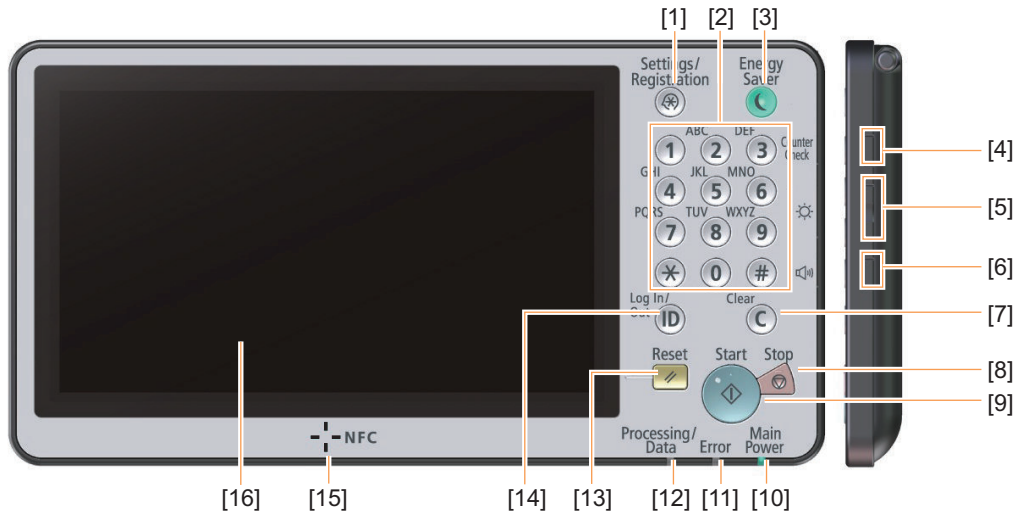 [1] [2] [3]
Settings/
Registration
Energy
Saver
ABC DEF
1 2 3
Counter
Check
[4]
GHI JKL MNO
4 5 6
[5]
PQRS TUV WXYZ
7 8 9
0 #
[6]
Log In/
Out
ID
Clear
C
[7]
Reset Start Stop
[8]
[9]
NFC
Processing/
Data
Error
Main
Power
[16] [15] [14] [13] [12] [11] [10]